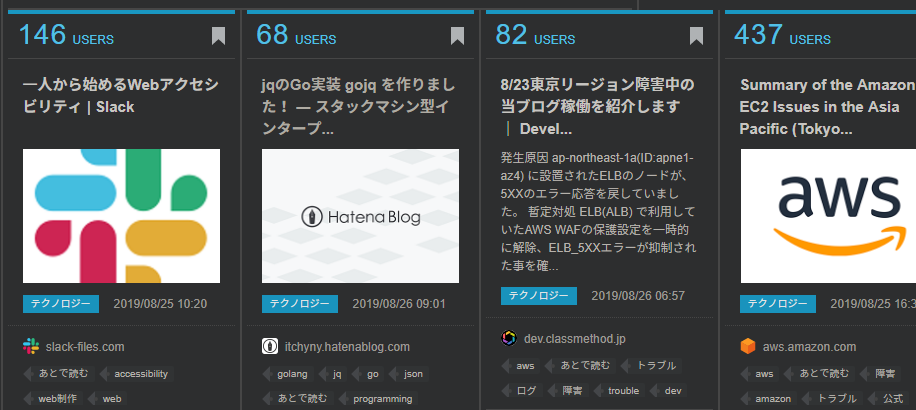 146 USERS
一人から始めるWebアクセシ
ビリティ | Slack
テクノロジー 2019/08/25 10:20
slack-files.com
あとで読む accessibility
web制作 web
68 USERS
jqのGo実装 gojq を作りまし
た! — スタックマシン型イ
ンタープ...
Hatena Blog
テクノロジー 2019/08/26 09:01
itchyny.hatenablog.com
golang jq go json
あとで読む programming
82 USERS
8/23東京リージョン障害中の
当ブログ稼働を紹介します
| Devel...
発生原因 ap-northeast-1a(ID:apne1-
az4) に設置されたELBのノードが、
5XXのエラー応答を戻していまし
た。 暫定対処 ELB(ALB) で利用して
いたAWS WAFの保護設定を一時的
に解除、ELB_5XXエラーが抑制され
た事を確...
テクノロジー 2019/08/26 06:57
dev.classmethod.jp
aws あとで読む トラブル
ログ 障害 trouble dev
437 USERS
Summary of the Amazon
EC2 Issues in the Asia
Pacific (Tokyo...
aws
テクノロジー 2019/08/25 16:3
aws.amazon.com
aws あとで読む 障害
amazon トラブル 公式